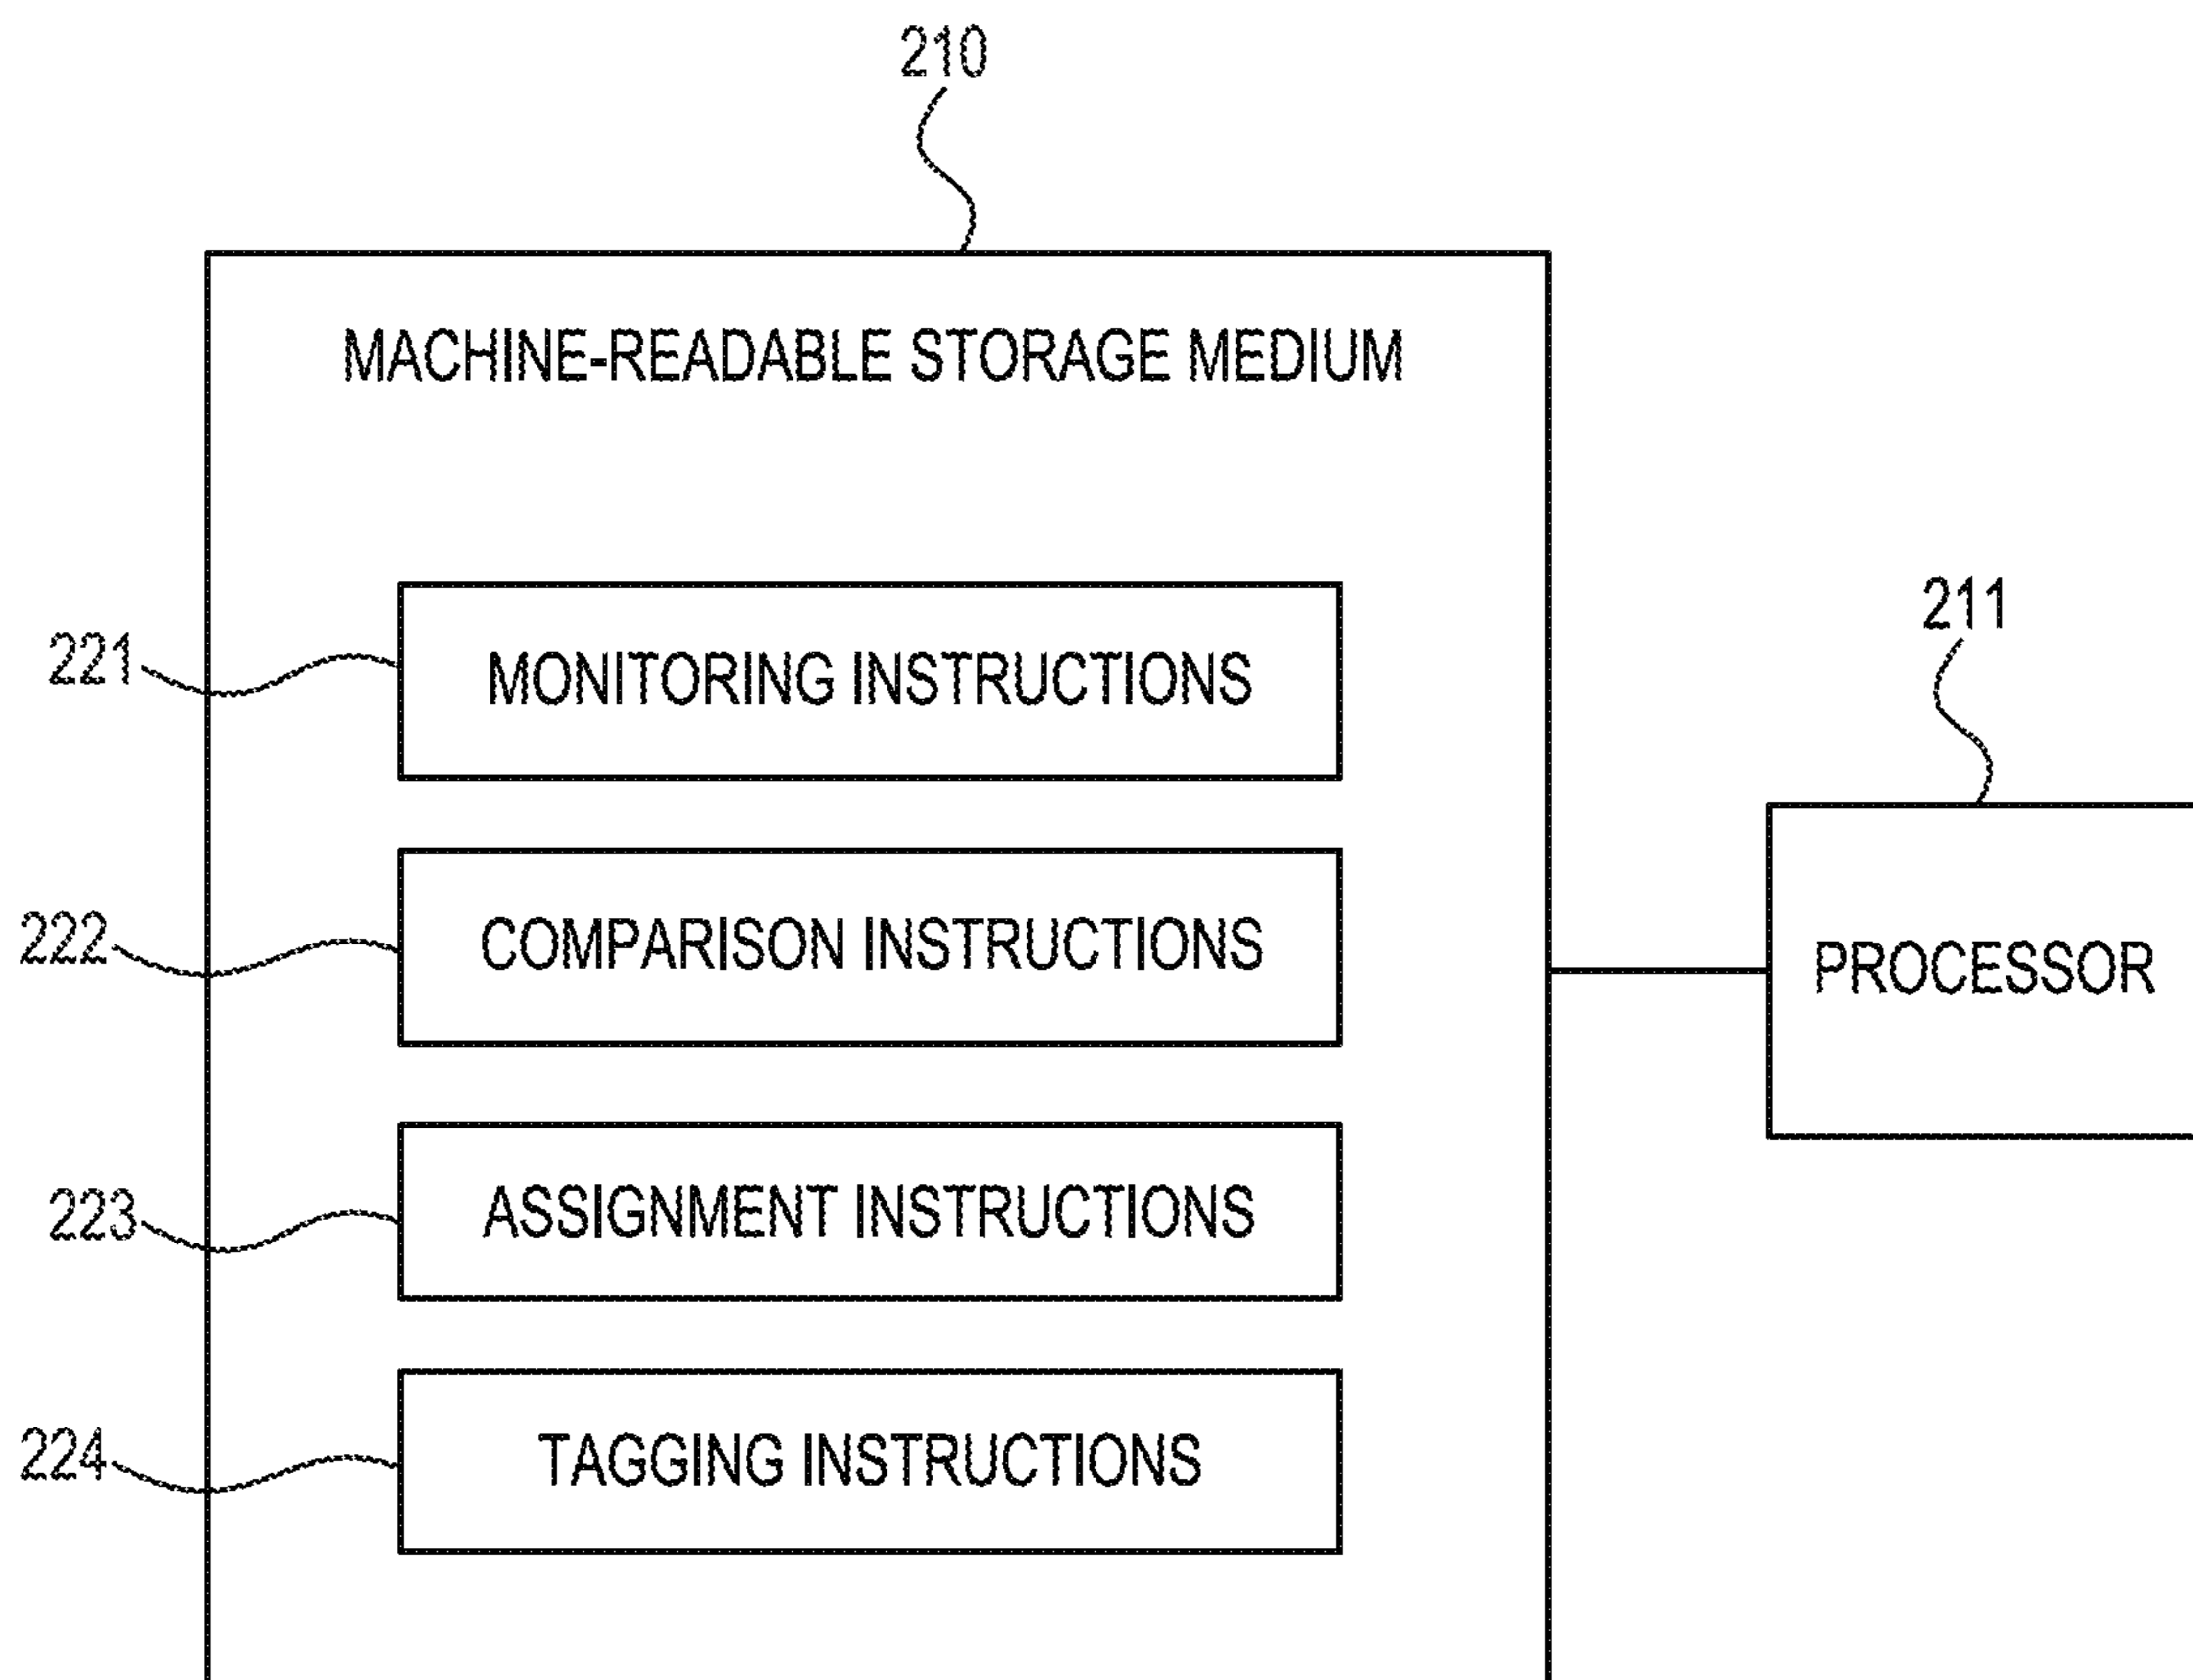 210
MACHINE-READABLE STORAGE MEDIUM
221
MONITORING INSTRUCTIONS
211
222
COMPARISON INSTRUCTIONS
PROCESSOR
223
ASSIGNMENT INSTRUCTIONS
224
TAGGING INSTRUCTIONS